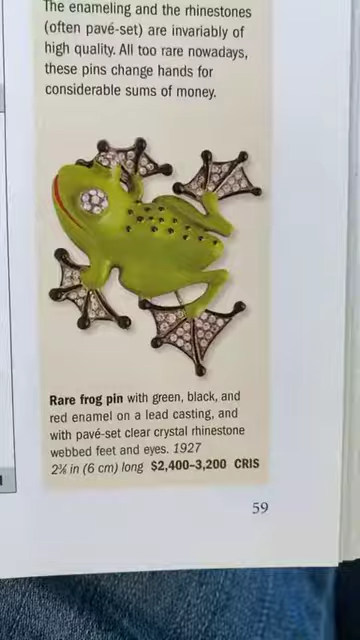 The enameling and the rhinestones
(often pavé-set) are invariably of
high quality. All too rare nowadays,
these pins change hands for
considerable sums of money.
Rare frog pin with green, black, and
red enamel on a lead casting, and
with pavé-set clear crystal rhinestone
webbed feet and eyes. 1927
2⅜ in (6 cm) long $2,400–3,200 CRIS
59